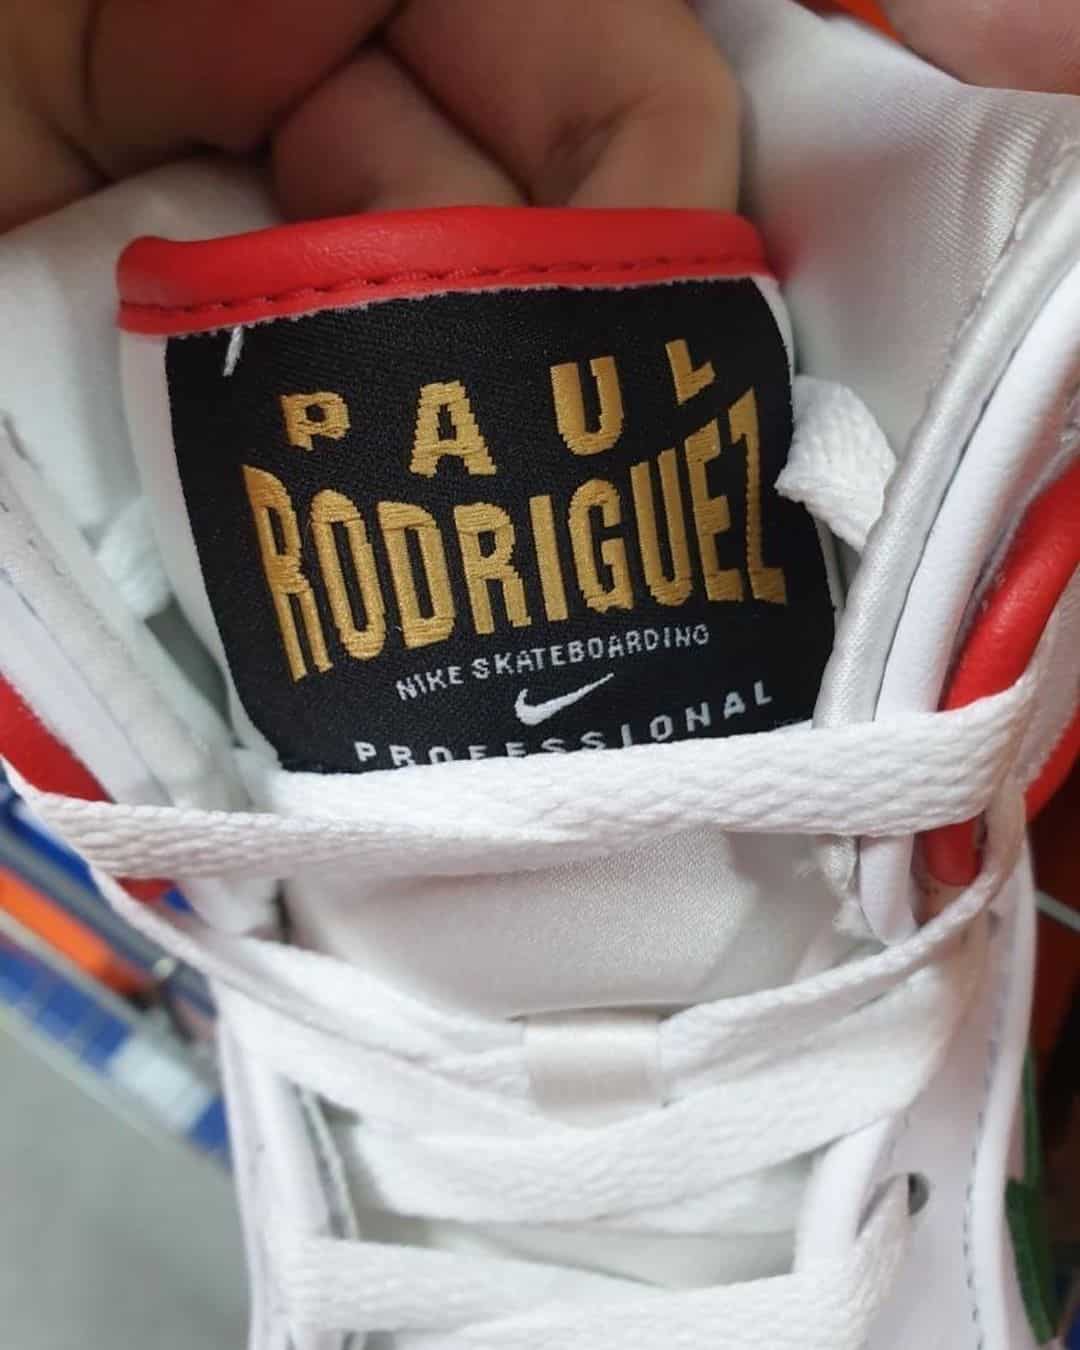 PAUL
RODRIGUEZ
NIKE SKATEBOARDING
PROFESSIONAL